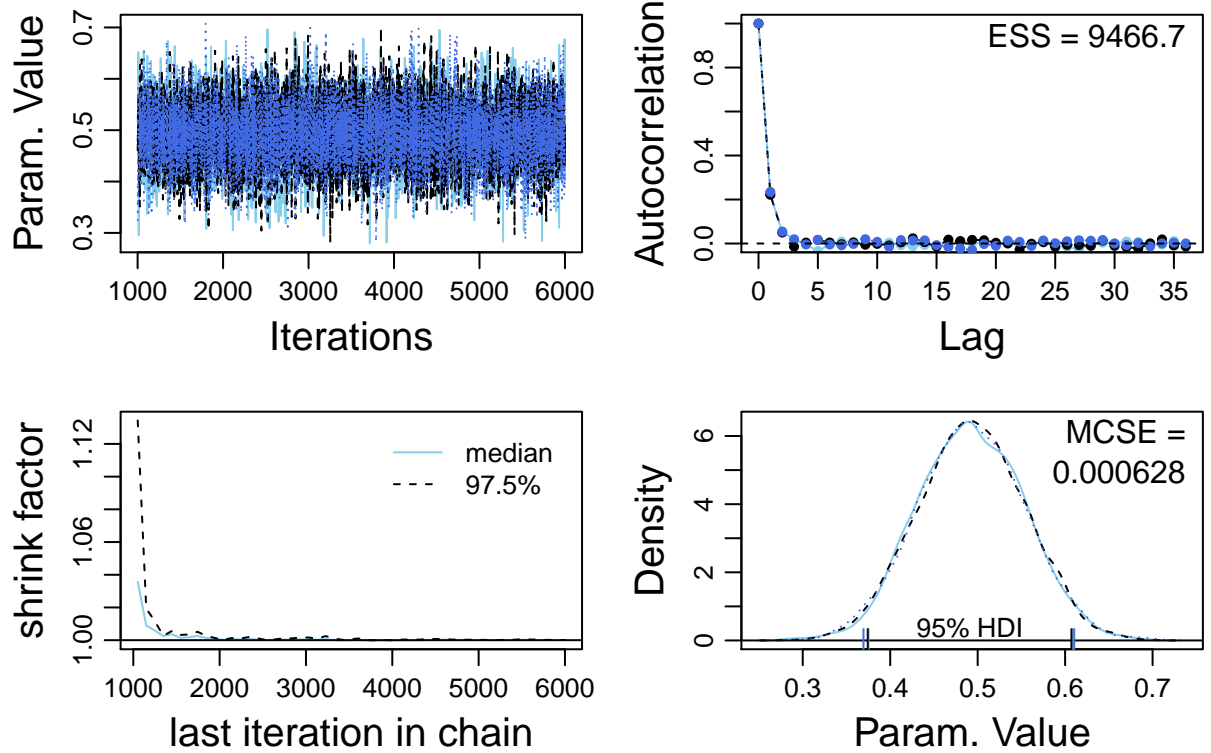 Param. Value
0.3
0.5
0.7
1000 2000 3000 4000 5000 6000
Iterations
Autocorrelation
0.0
0.4
0.8
ESS = 9466.7
0 5 10 15 20 25 30 35
Lag
shrink factor
1.00
1.06
1.12
median
97.5%
1000 2000 3000 4000 5000 6000
last iteration in chain
Density
0
2
4
6
MCSE =
0.000628
95% HDI
0.3 0.4 0.5 0.6 0.7
Param. Value